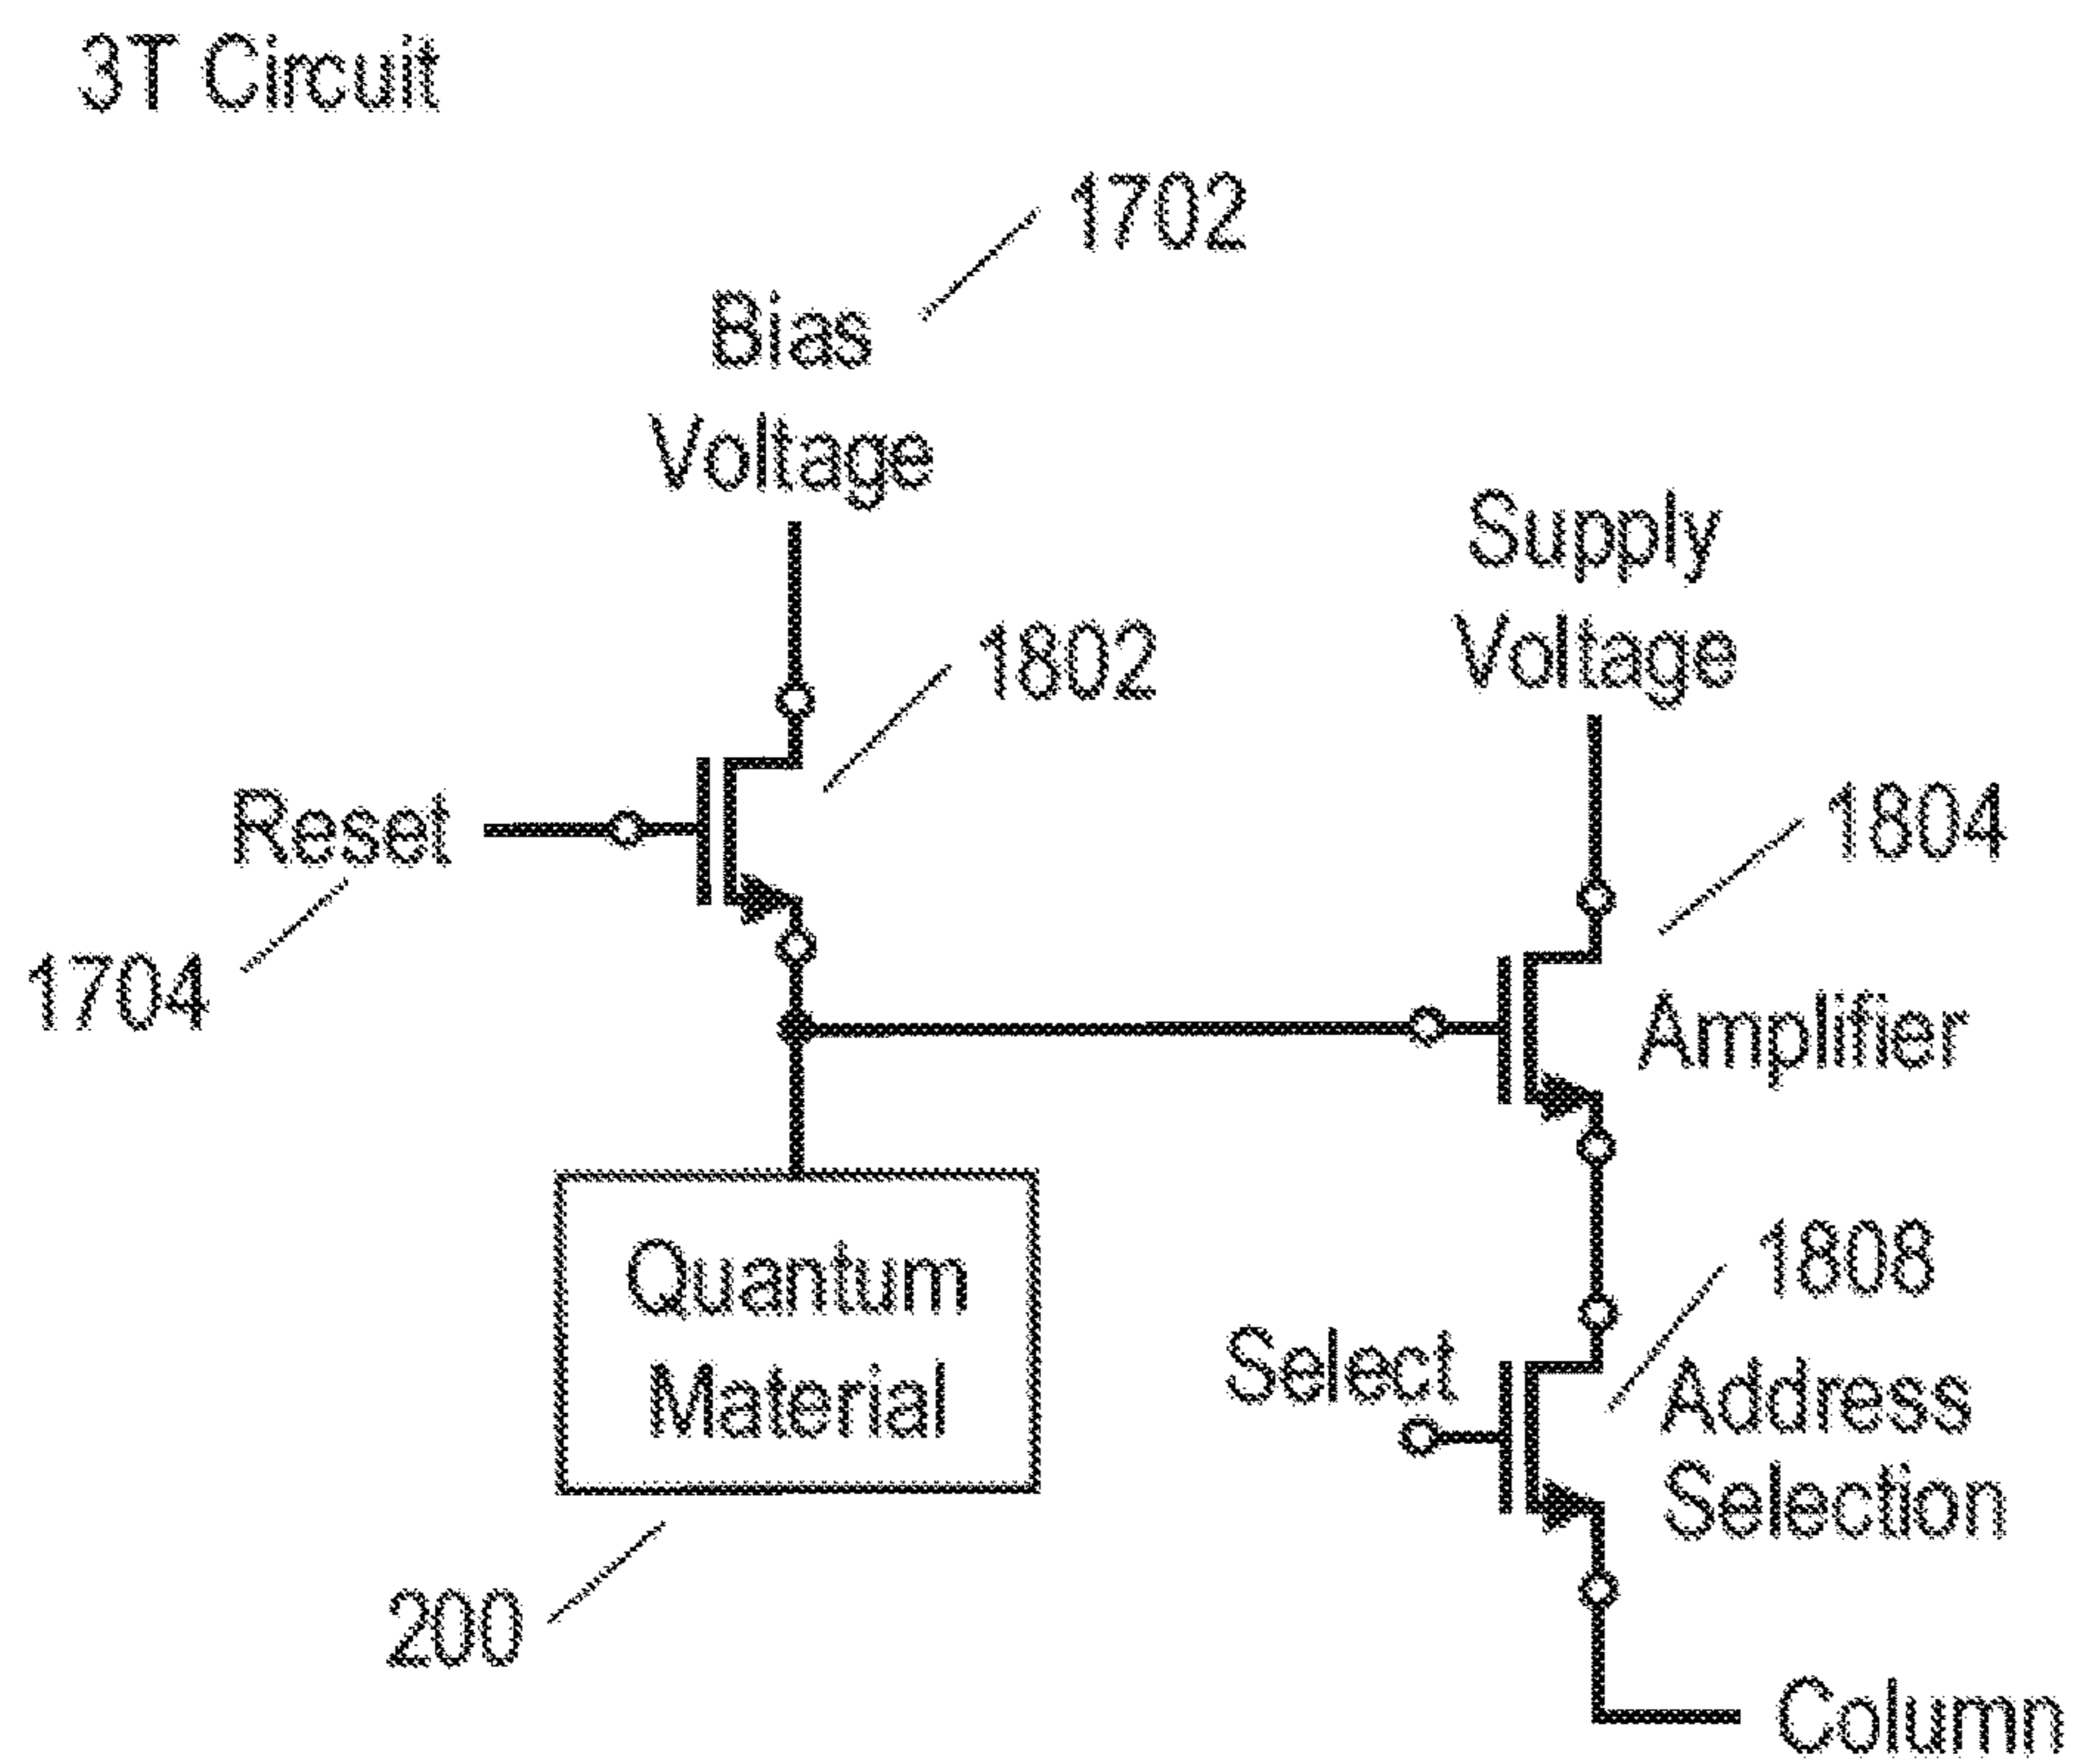 3T Circuit
1702
Bias
Voltage
Supply
Voltage
1802
Reset
1804
1704
Amplifier
Quantum
Material
1808
Select
Address
Selection
200
Column